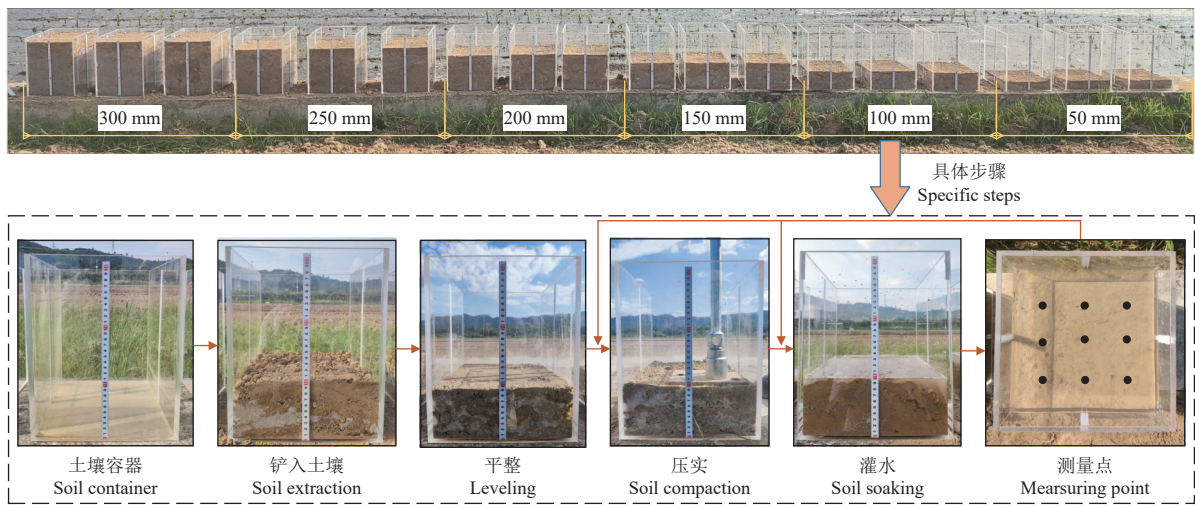 300 mm
250 mm
200 mm
150 mm
100 mm
50 mm
具体步骤
Specific steps
土壤容器
Soil container
铲入土壤
Soil extraction
平整
Leveling
压实
Soil compaction
灌水
Soil soaking
测量点
Mearsuring point